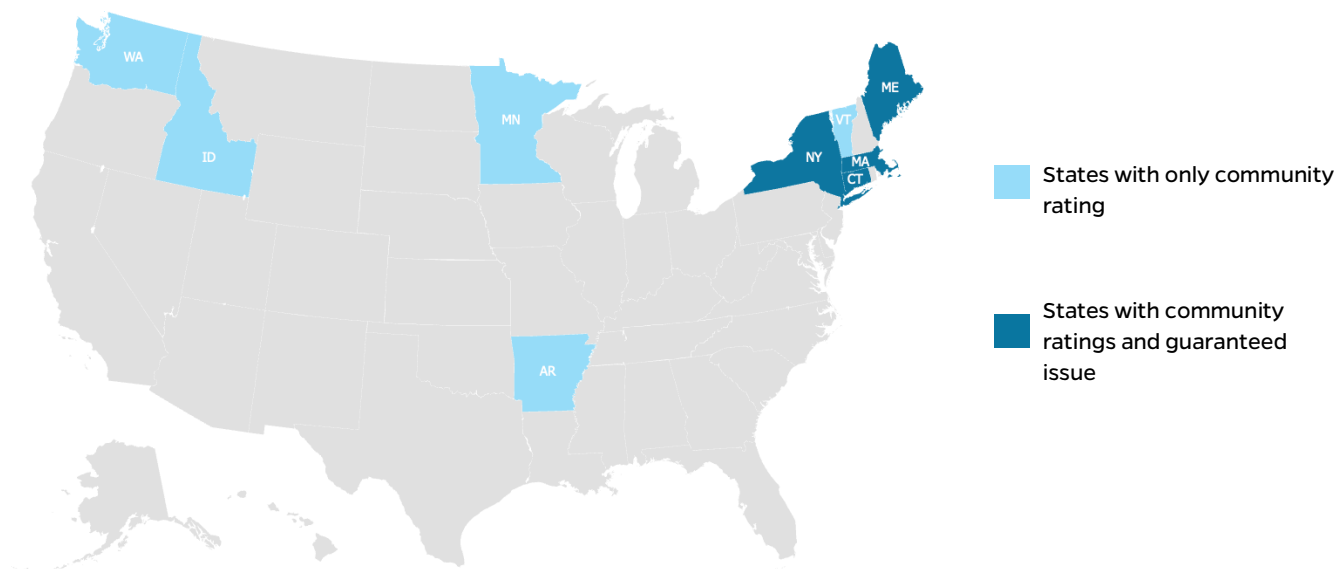 WA
ID
MN
AR
ME
VT
NY
MA
CT
States with only community
rating
States with community
ratings and guaranteed
issue